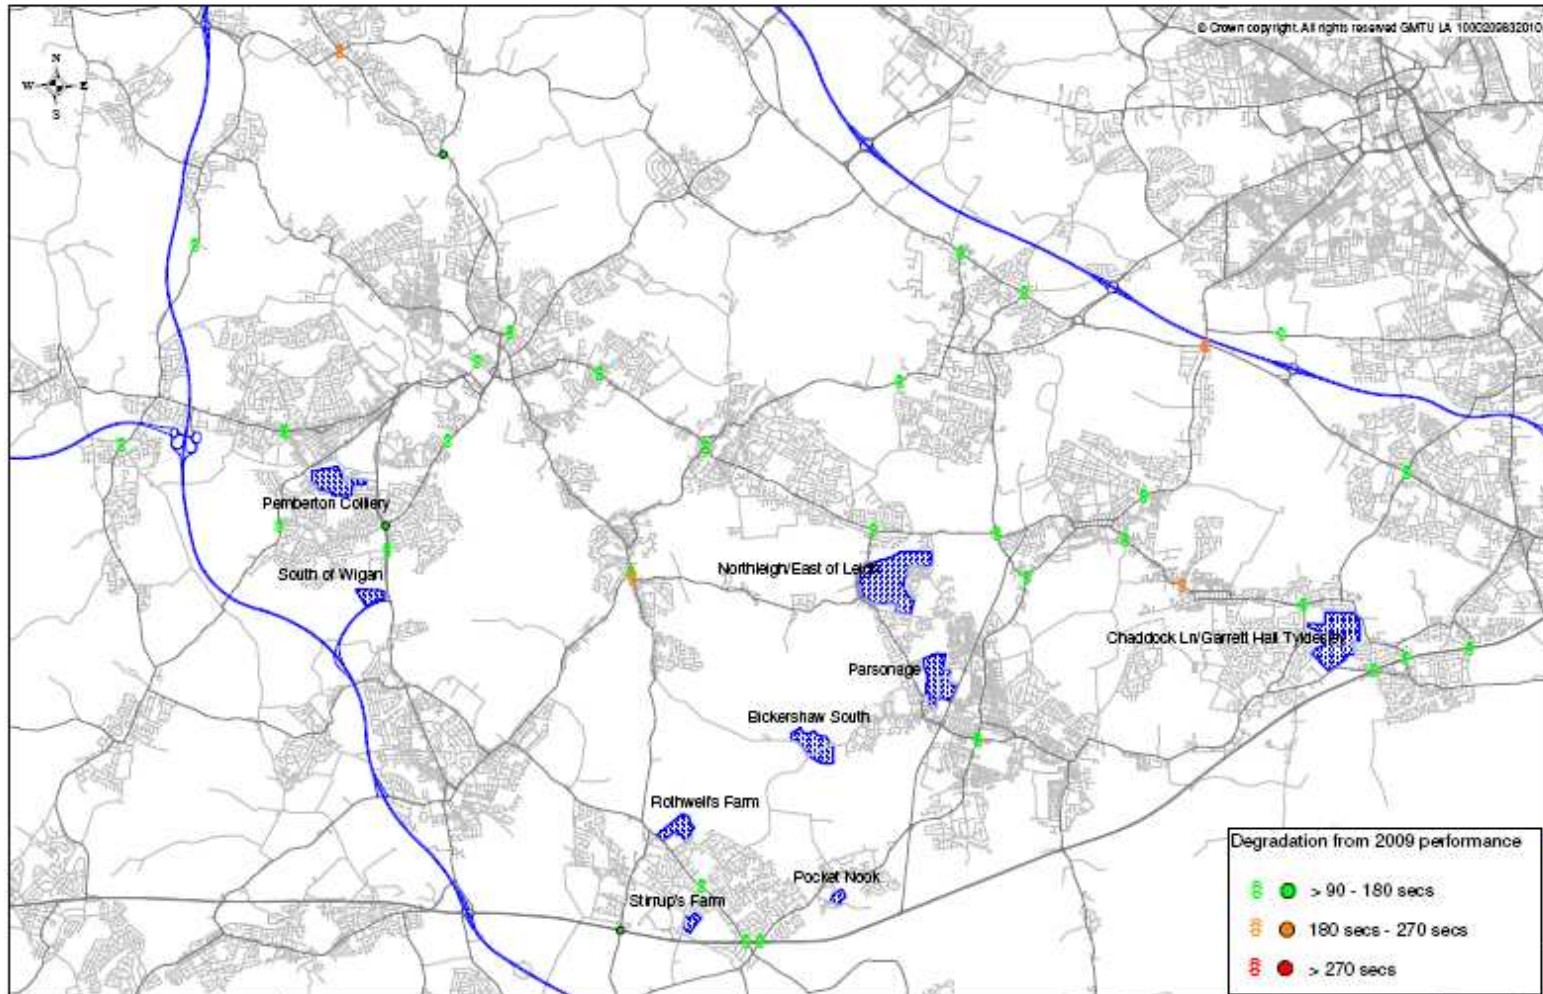 © Crown copyright. All rights reserved GMTU LA 1000209632010
N
W E
S
Pemberton Colliery
South of Wigan
Northleigh/East of Leigh
Chaddock Ln/Garrett Hall Tyldesley
Parsonage
Bickershaw South
Rothwell's Farm
Pocket Nook
Stirrup's Farm
Degradation from 2009 performance
> 90 - 180 secs
180 secs - 270 secs
> 270 secs